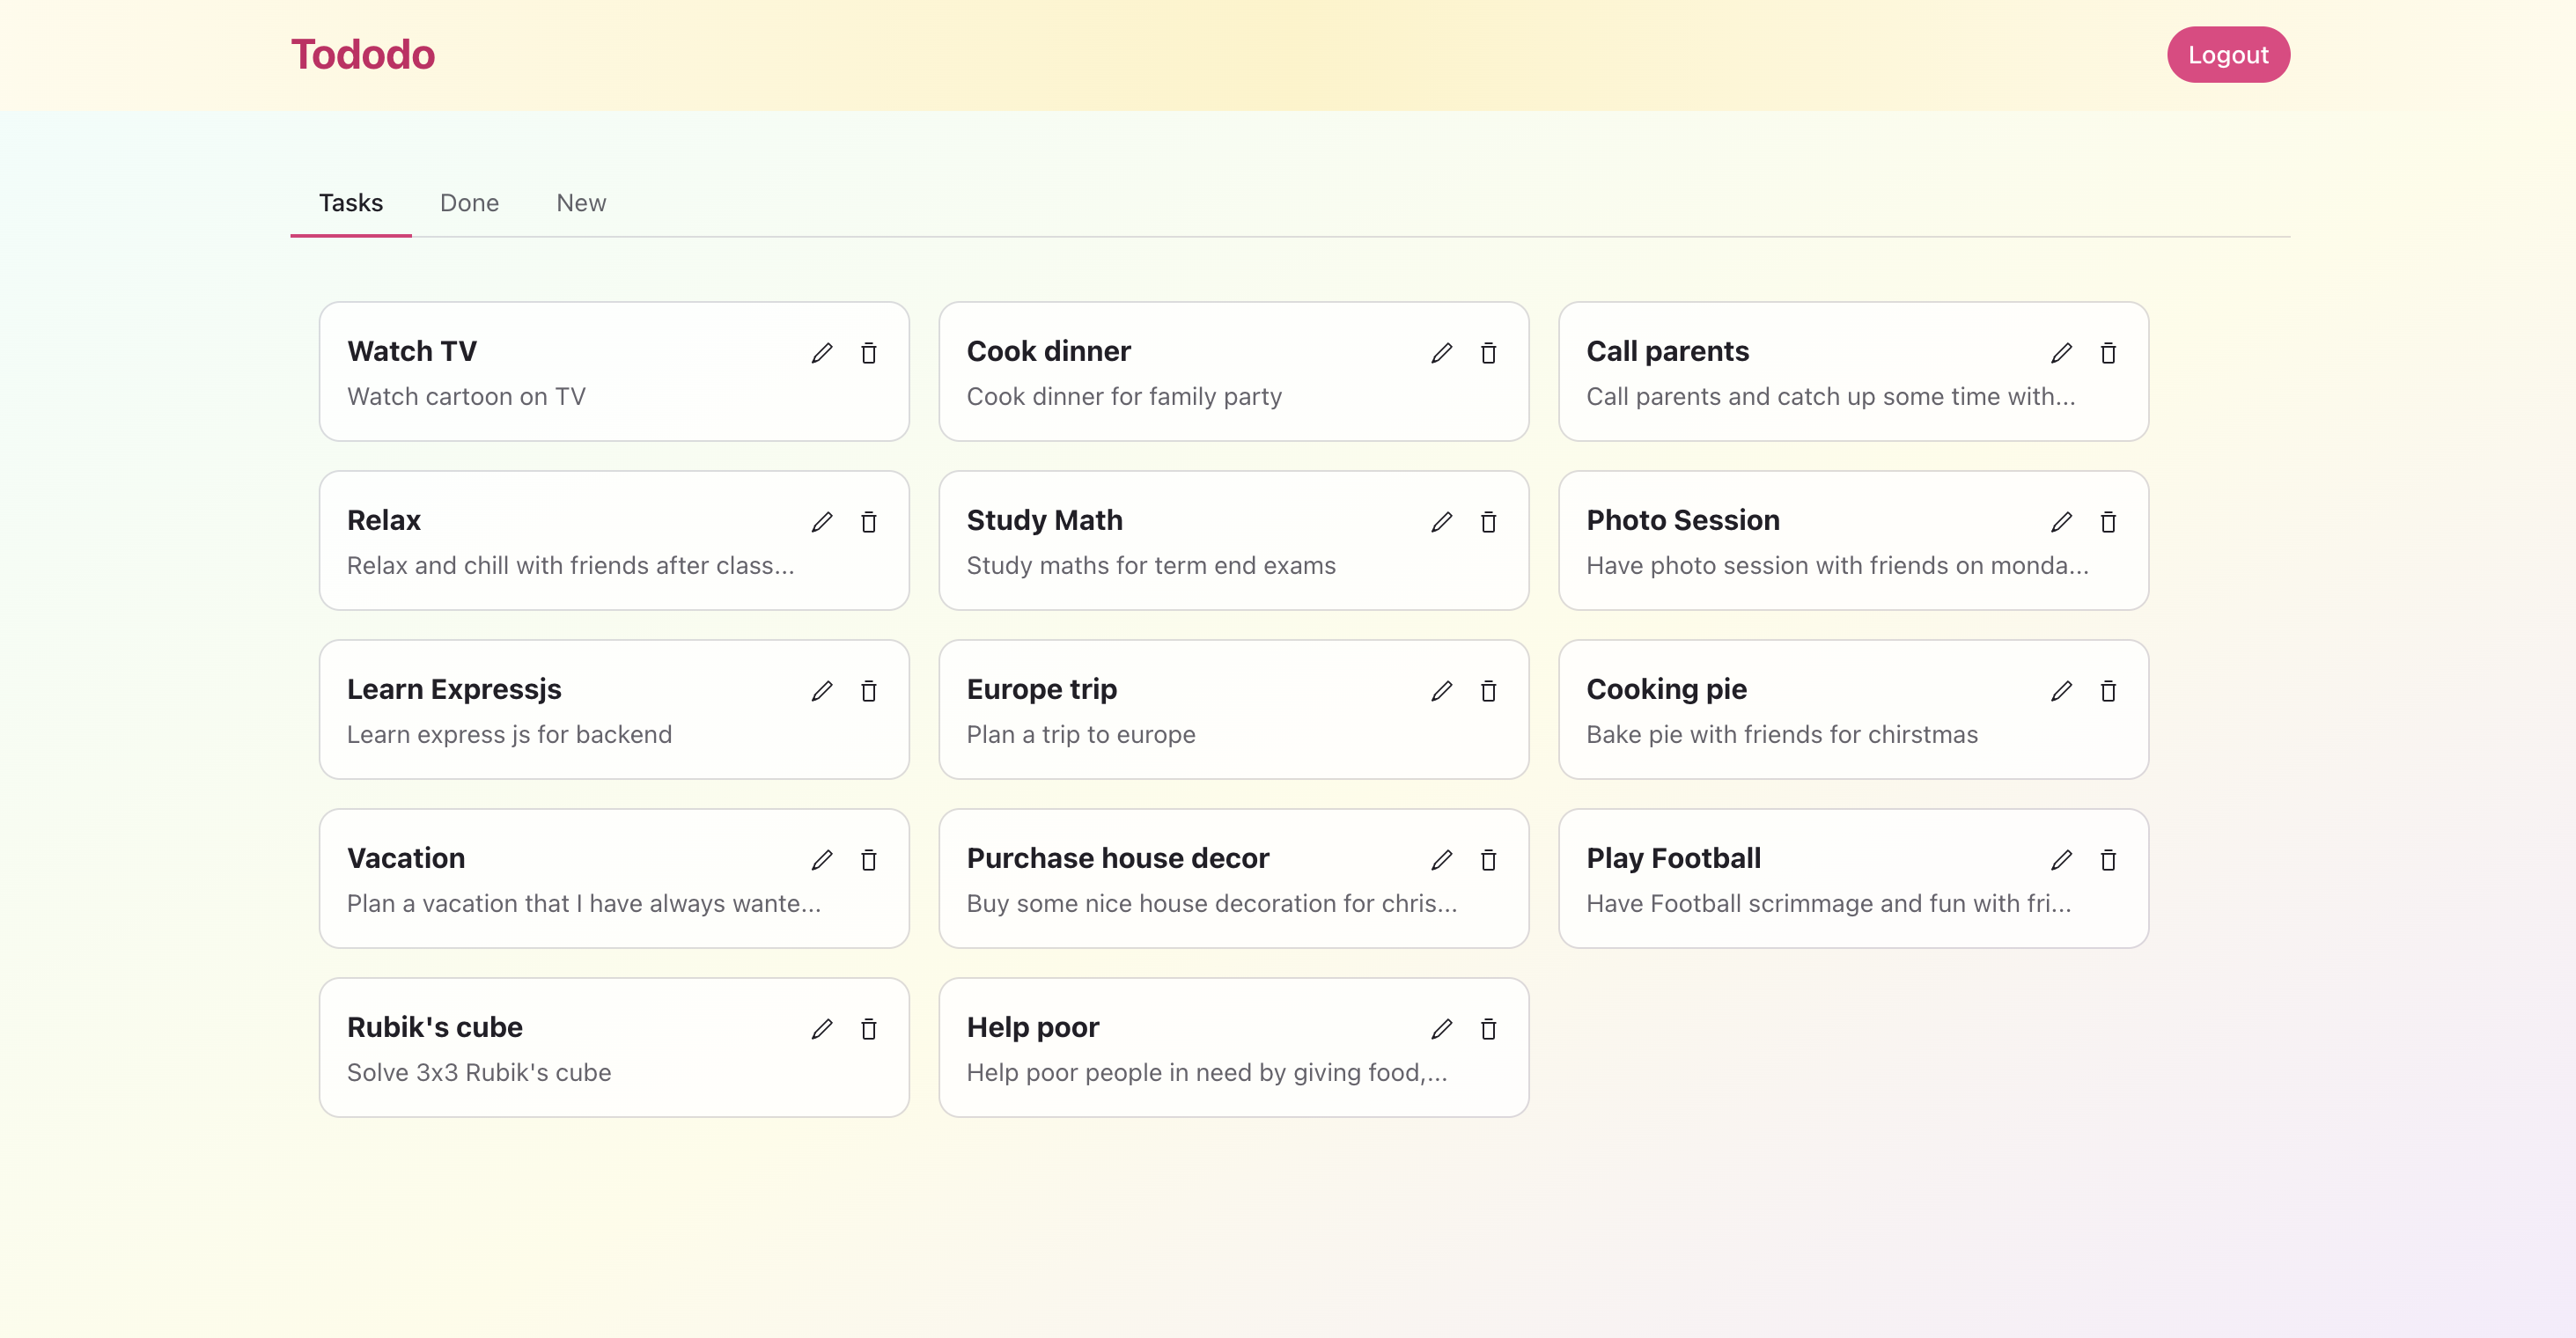 Tododo
Logout
Tasks
Done
New
Watch TV
Watch cartoon on TV
Cook dinner
Cook dinner for family party
Call parents
Call parents and catch up some time with...
Relax
Relax and chill with friends after class...
Study Math
Study maths for term end exams
Photo Session
Have photo session with friends on monda...
Learn Expressjs
Learn express js for backend
Europe trip
Plan a trip to europe
Cooking pie
Bake pie with friends for chirstmas
Vacation
Plan a vacation that I have always wante...
Purchase house decor
Buy some nice house decoration for chris...
Play Football
Have Football scrimmage and fun with fri...
Rubik's cube
Solve 3x3 Rubik's cube
Help poor
Help poor people in need by giving food,...